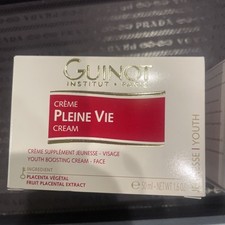 GUINOT
INSTITUT • PARIS
CRÈME
PLEINE VIE
CREAM
CRÈME SUPPLÉMENT JEUNESSE - VISAGE
YOUTH BOOSTING CREAM - FACE
INGREDIENT
PLACENTA VÉGÉTAL
FRUIT PLACENTAL EXTRACT
YOUTH
PRADA